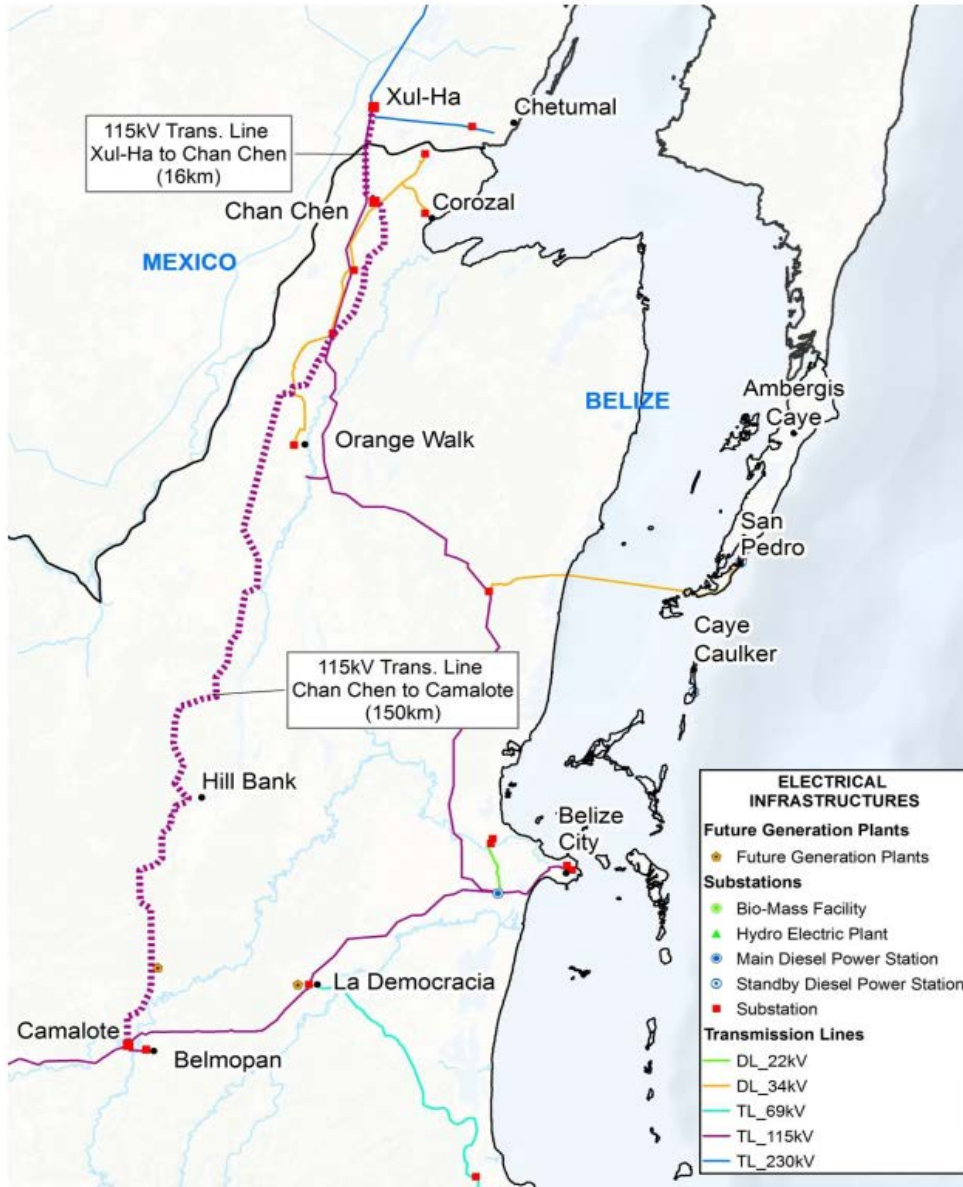 Xul-Ha
Chetumal
115kV Trans. Line
Xul-Ha to Chan Chen
(16km)
Chan Chen
Corozal
MEXICO
BELIZE
Ambergis
Caye
Orange Walk
San
Pedro
Caye
Caulker
115kV Trans. Line
Chan Chen to Camalote
(150km)
Hill Bank
Belize
City
La Democracia
Camalote
Belmopan
ELECTRICAL
INFRASTRUCTURES
Future Generation Plants
Future Generation Plants
Substations
Bio-Mass Facility
Hydro Electric Plant
Main Diesel Power Station
Standby Diesel Power Station
Substation
Transmission Lines
DL_22kV
DL_34kV
TL_69kV
TL_115kV
TL_230kV